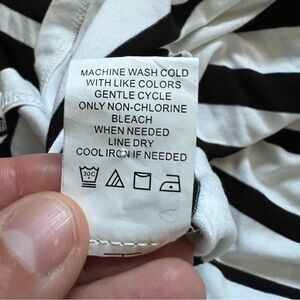 MACHINE WASH COLD
WITH LIKE COLORS
GENTLE CYCLE
ONLY NON-CHLORINE
BLEACH
WHEN NEEDED
LINE DRY
COOL IRON IF NEEDED
30C